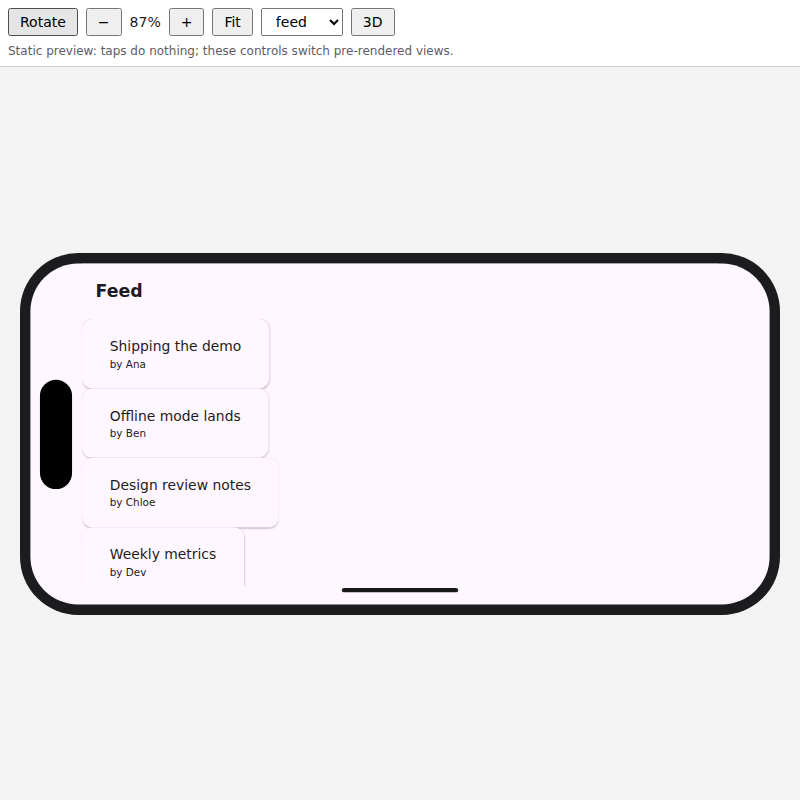 Rotate − 87% + Fit feed 3D
Static preview: taps do nothing; these controls switch pre-rendered views.
Feed
Shipping the demo
by Ana
Offline mode lands
by Ben
Design review notes
by Chloe
Weekly metrics
by Dev